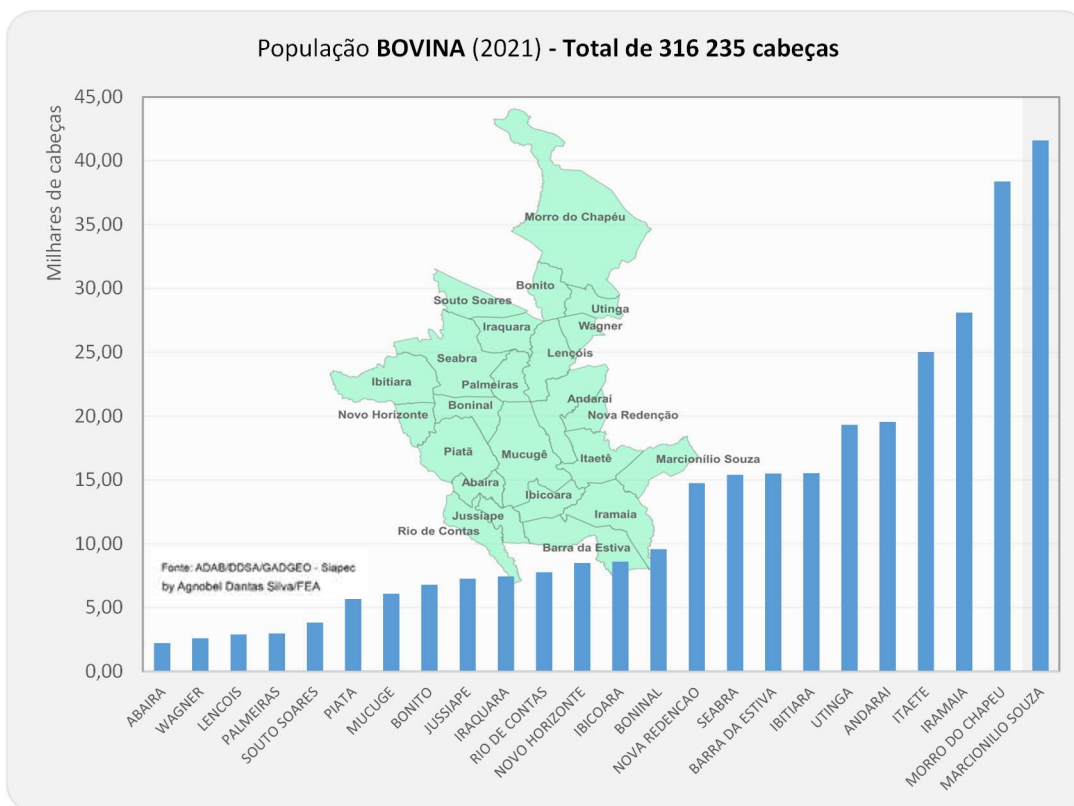 População BOVINA (2021) - Total de 316 235 cabeças
Milhares de cabeças
45,00
40,00
35,00
30,00
25,00
20,00
15,00
10,00
5,00
0,00
Morro do Chapéu
Bonito
Souto Soares
Utinga
Iraquara
Wagner
Lençóis
Seabra
Ibitiara
Palmeiras
Andaraí
Boninal
Novo Horizonte
Nova Redenção
Piatã
Mucugê
Itaetê
Marcionílio Souza
Abaíra
Ibicoara
Jussiape
Iramaia
Rio de Contas
Barra da Estiva
Fonte: ADAB/DDSA/GADGEO - Siapec
by Agnobel Dantas Silva/FEA
ABAIRA
WAGNER
LENCOIS
PALMEIRAS
SOUTO SOARES
PIATA
MUCUGE
BONITO
JUSSIAPE
IRAQUARA
RIO DE CONTAS
NOVO HORIZONTE
IBICOARA
BONINAL
NOVA REDENCAO
SEABRA
BARRA DA ESTIVA
IBITIARA
UTINGA
ANDARAI
ITAETE
IRAMAIA
MORRO DO CHAPEU
MARCIONILIO SOUZA